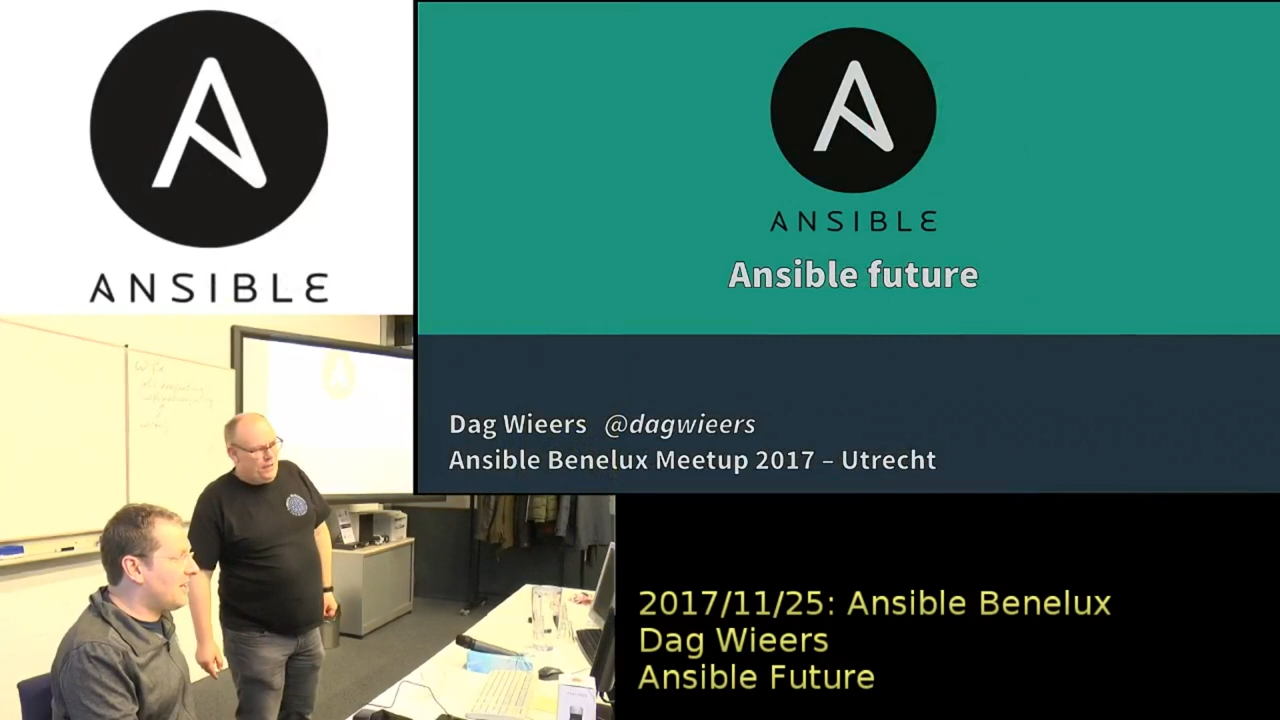 ANSIBLE
ANSIBLE
Ansible future
Dag Wieers @dagwieers
Ansible Benelux Meetup 2017 – Utrecht
2017/11/25: Ansible Benelux
Dag Wieers
Ansible Future